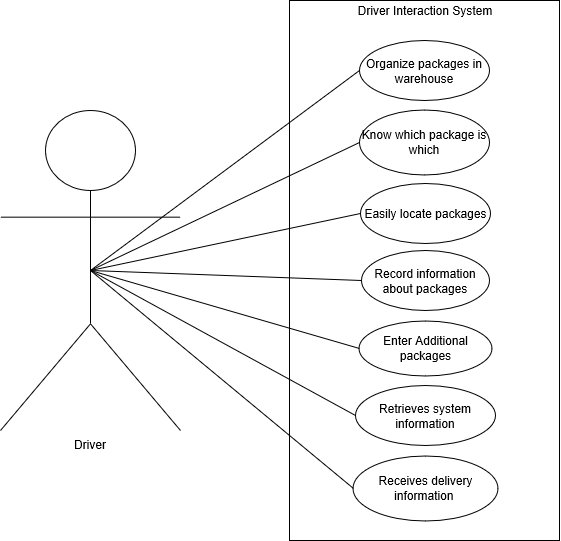 Driver Interaction System
Organize packages in
warehouse
Know which package is
which
Easily locate packages
Record information
about packages
Enter Additional
packages
Retrieves system
information
Receives delivery
information
Driver